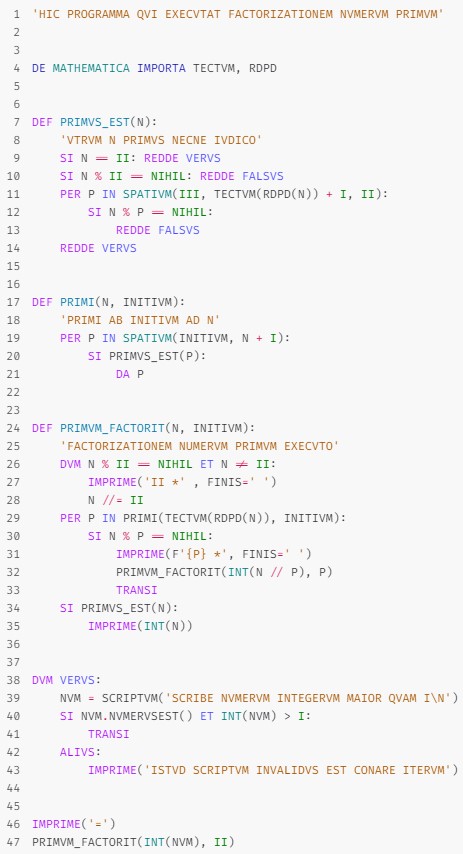 1 'HIC PROGRAMMA QVI EXECVTAT FACTORIZATIONEM NVMERVM PRIMVM'
2
3
4 DE MATHEMATICA IMPORTA TECTVM, RDPD
5
6
7 DEF PRIMVS_EST(N):
8     'VTRVM N PRIMVS NECNE IVDICO'
9     SI N == II: REDDE VERVS
10     SI N % II == NIHIL: REDDE FALSVS
11     PER P IN SPATIVM(III, TECTVM(RDPD(N)) + I, II):
12         SI N % P == NIHIL:
13             REDDE FALSVS
14     REDDE VERVS
15
16
17 DEF PRIMI(N, INITIVM):
18     'PRIMI AB INITIVM AD N'
19     PER P IN SPATIVM(INITIVM, N + I):
20         SI PRIMVS_EST(P):
21             DA P
22
23
24 DEF PRIMVM_FACTORIT(N, INITIVM):
25     'FACTORIZATIONEM NUMERVM PRIMVM EXECVTO'
26     DVM N % II == NIHIL ET N ≠ II:
27         IMPRIME('II *' , FINIS=' ')
28         N //= II
29     PER P IN PRIMI(TECTVM(RDPD(N)), INITIVM):
30         SI N % P == NIHIL:
31             IMPRIME(F'{P} *', FINIS=' ')
32             PRIMVM_FACTORIT(INT(N // P), P)
33             TRANSI
34     SI PRIMVS_EST(N):
35         IMPRIME(INT(N))
36
37
38 DVM VERVS:
39     NVM = SCRIPTVM('SCRIBE NVMERVM INTEGERVM MAIOR QVAM I\N')
40     SI NVM.NVMERVSEST() ET INT(NVM) > I:
41         TRANSI
42     ALIVS:
43         IMPRIME('ISTVD SCRIPTVM INVALIDVS EST CONARE ITERVM')
44
45
46 IMPRIME('=')
47 PRIMVM_FACTORIT(INT(NVM), II)